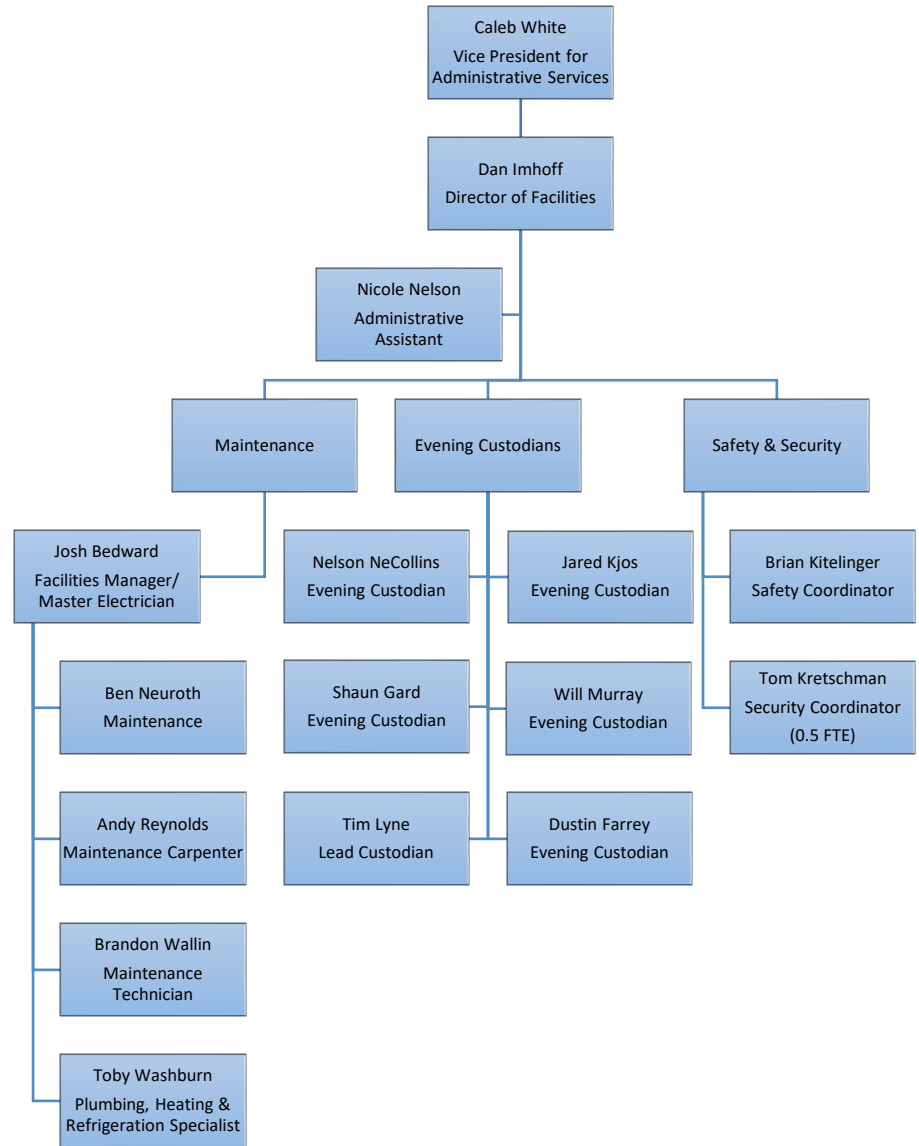 Caleb White
Vice President for
Administrative Services
Dan Imhoff
Director of Facilities
Nicole Nelson
Administrative
Assistant
Maintenance
Evening Custodians
Safety & Security
Josh Bedward
Facilities Manager/
Master Electrician
Nelson NeCollins
Evening Custodian
Jared Kjos
Evening Custodian
Brian Kitelinger
Safety Coordinator
Ben Neuroth
Maintenance
Shaun Gard
Evening Custodian
Will Murray
Evening Custodian
Tom Kretschman
Security Coordinator
(0.5 FTE)
Andy Reynolds
Maintenance Carpenter
Tim Lyne
Lead Custodian
Dustin Farrey
Evening Custodian
Brandon Wallin
Maintenance
Technician
Toby Washburn
Plumbing, Heating &
Refrigeration Specialist